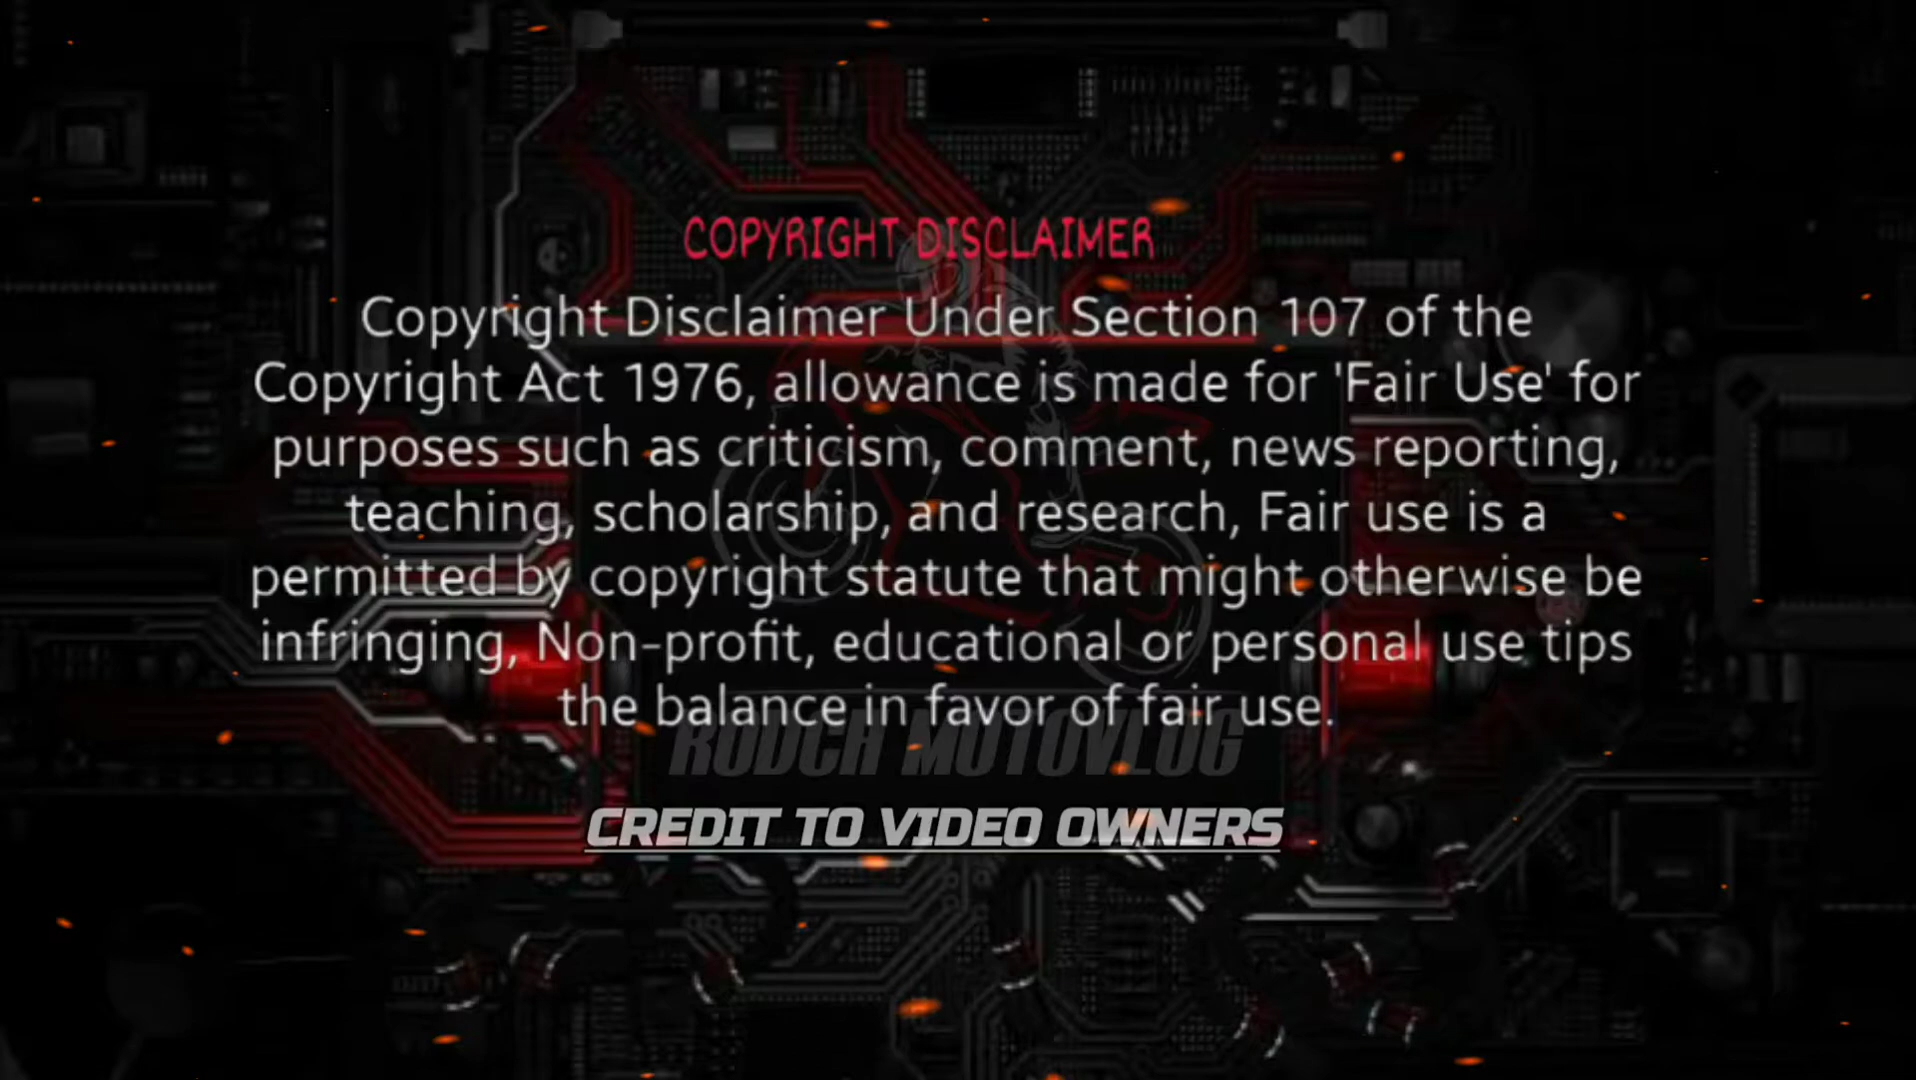 COPYRIGHT DISCLAIMER
Copyright Disclaimer Under Section 107 of the
Copyright Act 1976, allowance is made for 'Fair Use' for
purposes such as criticism, comment, news reporting,
teaching, scholarship, and research, Fair use is a
permitted by copyright statute that might otherwise be
infringing, Non-profit, educational or personal use tips
the balance in favor of fair use.
RODCH MOTOVLOG
CREDIT TO VIDEO OWNERS